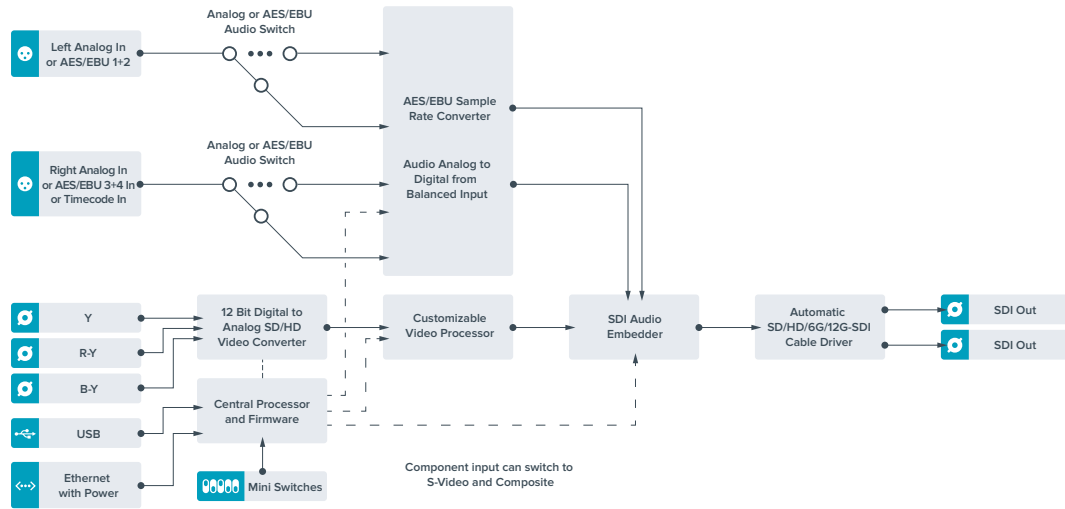 Analog or AES/EBU
Audio Switch
Left Analog In
or AES/EBU 1+2
AES/EBU Sample
Rate Converter
Analog or AES/EBU
Audio Switch
Right Analog In
or AES/EBU 3+4 In
or Timecode In
Audio Analog to
Digital from
Balanced Input
Y
R-Y
B-Y
12 Bit Digital to
Analog SD/HD
Video Converter
Customizable
Video Processor
SDI Audio
Embedder
Automatic
SD/HD/6G/12G-SDI
Cable Driver
SDI Out
SDI Out
USB
Central Processor
and Firmware
Ethernet
with Power
Mini Switches
Component input can switch to
S-Video and Composite